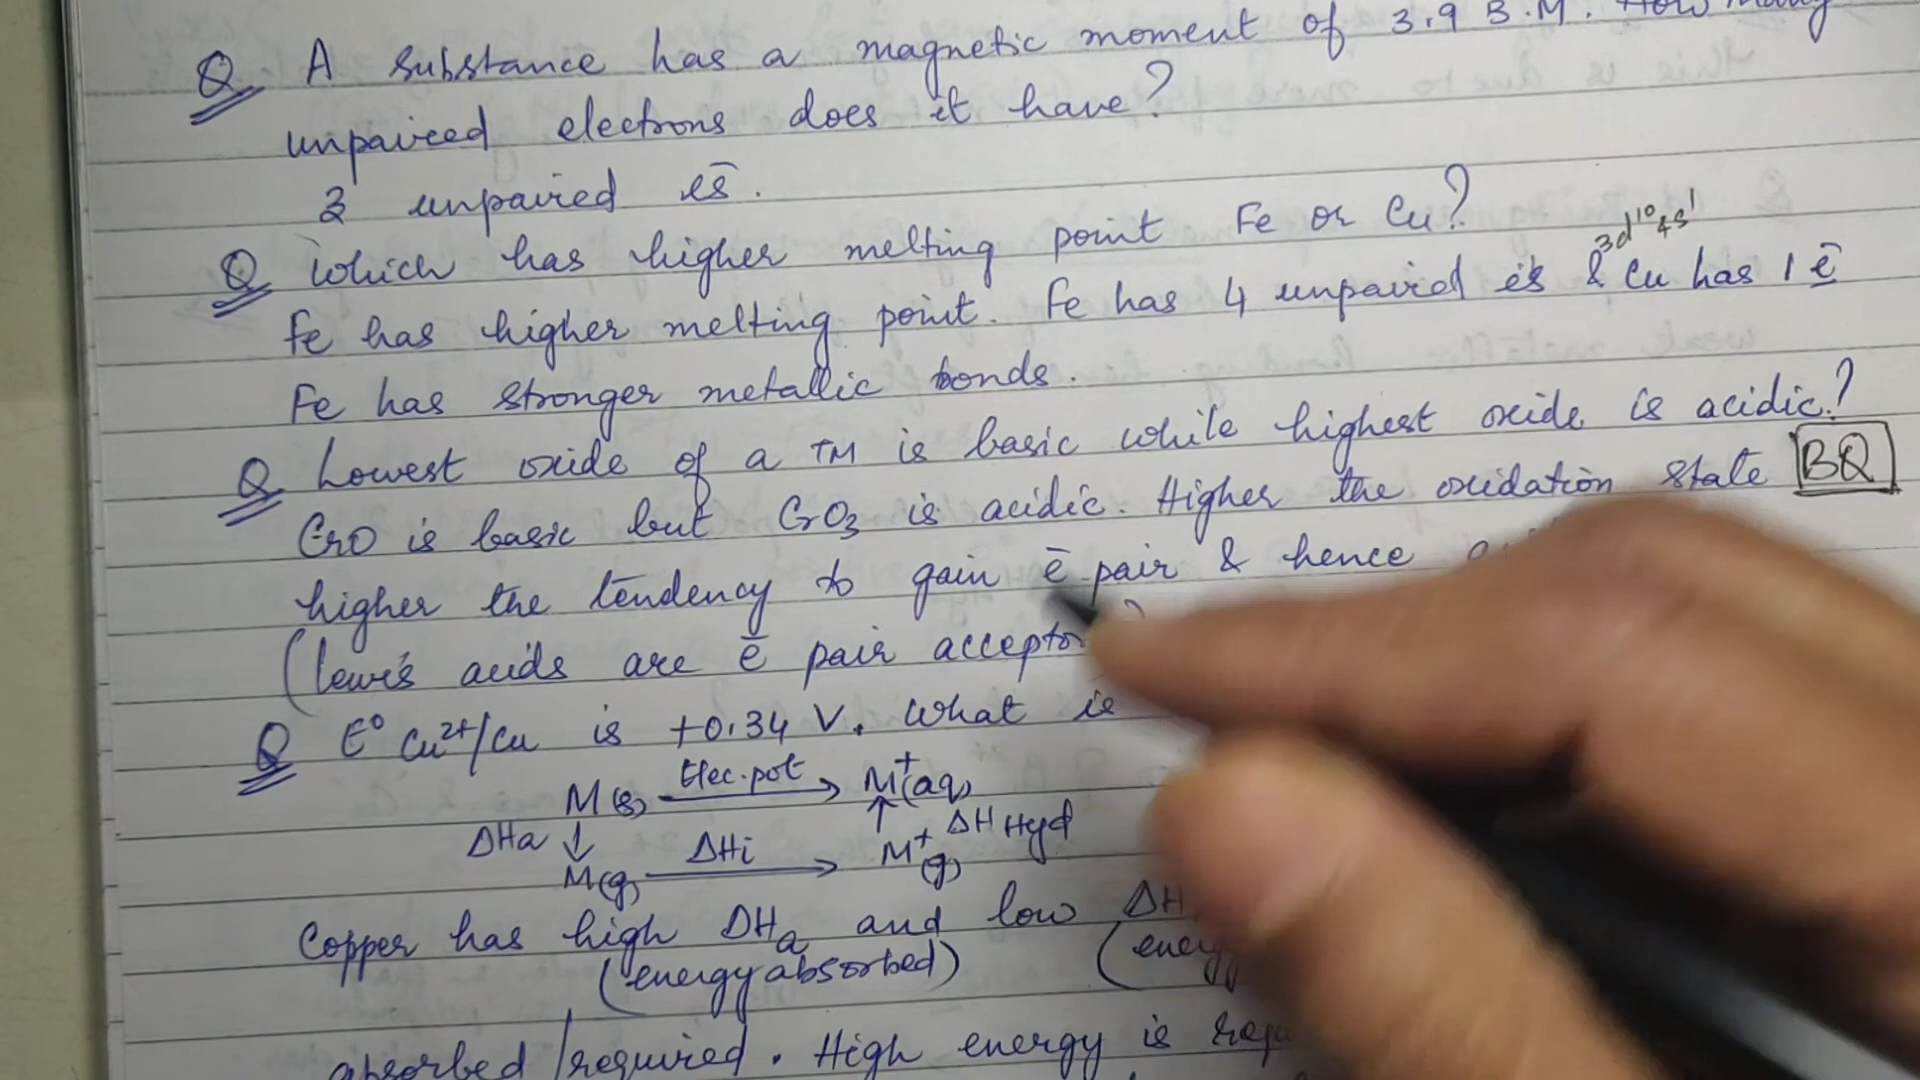 Q A substance has a magnetic moment of 3.9 B.M. How many
unpaired electrons does it have?
3 unpaired ēs.
Q Which has higher melting point Fe or Cu?
3d¹⁰4s¹
Fe has higher melting point. Fe has 4 unpaired ēs & Cu has 1 ē
Fe has stronger metallic bonds.
Q Lowest oxide of a TM is basic while highest oxide is acidic?
CrO is basic but CrO₃ is acidic. Higher the oxidation state BQ
higher the tendency to gain ē pair & hence
(lewis acids are ē pair acceptor
Q E° Cu²⁺/Cu is +0.34 V. What is
M(s) Elec.pot → M⁺(aq)
ΔHa ↓ ↑ ΔH Hyd
M(g) ΔHi → M⁺(g)
Copper has high ΔHa and low ΔH
(energy absorbed)
absorbed/required. High energy is